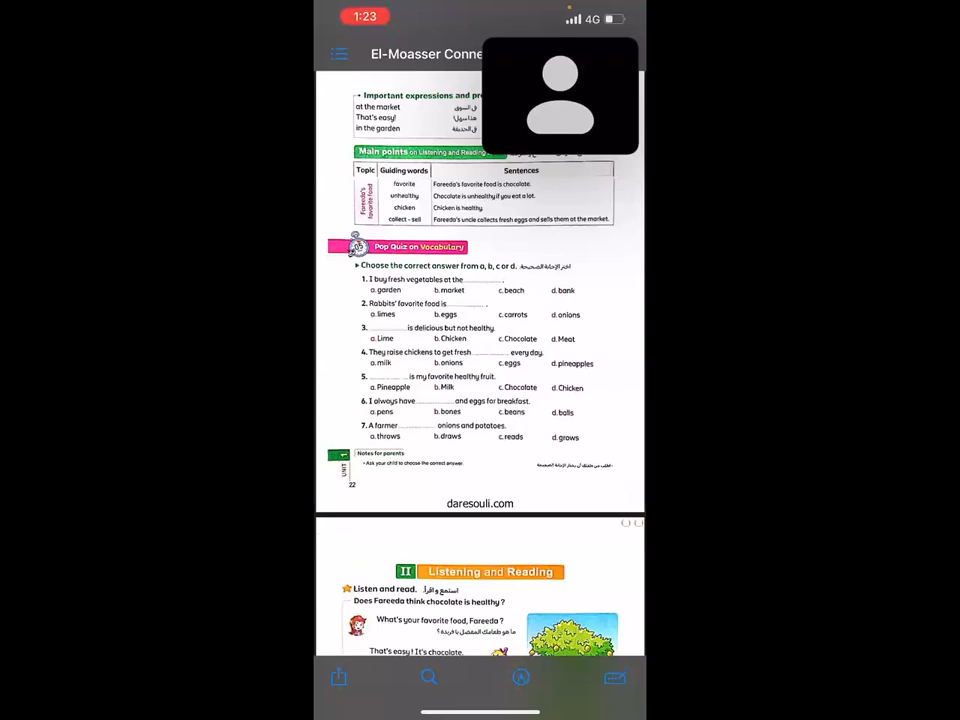 1:23
4G
El-Moasser Conne
• Important expressions and pr
at the market في السوق
That's easy! هذا سهل!
in the garden في الحديقة
Main points on Listening and Reading
Topic Guiding words Sentences
Fareeda's favorite food
favorite Fareeda's favorite food is chocolate.
unhealthy Chocolate is unhealthy if you eat a lot.
chicken Chicken is healthy.
collect - sell Fareeda's uncle collects fresh eggs and sells them at the market.
Pop Quiz on Vocabulary
► Choose the correct answer from a, b, c or d. اختر الإجابة الصحيحة.
1. I buy fresh vegetables at the ............ .
a. garden b. market c. beach d. bank
2. Rabbits' favorite food is ............ .
a. limes b. eggs c. carrots d. onions
3. ............ is delicious but not healthy.
a. Lime b. Chicken c. Chocolate d. Meat
4. They raise chickens to get fresh ............ every day.
a. milk b. onions c. eggs d. pineapples
5. ............ is my favorite healthy fruit.
a. Pineapple b. Milk c. Chocolate d. Chicken
6. I always have ............ and eggs for breakfast.
a. pens b. bones c. beans d. balls
7. A farmer ............ onions and potatoes.
a. throws b. draws c. reads d. grows
Notes for parents
• Ask your child to choose the correct answer. • اطلب من طفلك أن يختار الإجابة الصحيحة.
UNIT 1
22
daresouli.com
II Listening and Reading
Listen and read. استمع و اقرأ.
Does Fareeda think chocolate is healthy?
What's your favorite food, Fareeda?
ما هو طعامك المفضل يا فريدة؟
That's easy! It's chocolate.